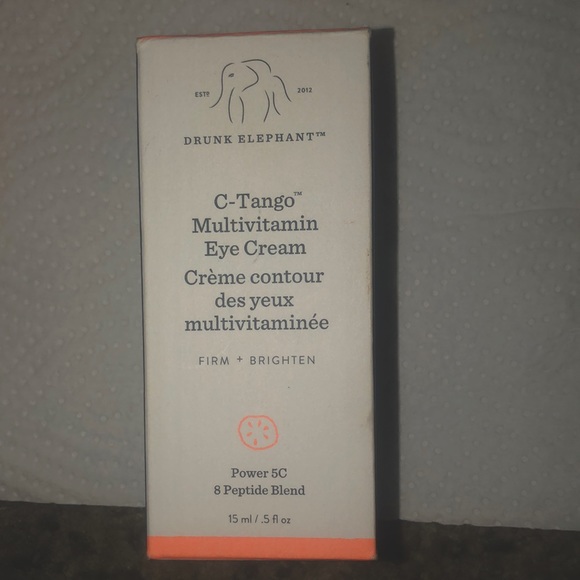 ESTD 2012
DRUNK ELEPHANT™
C-Tango™
Multivitamin
Eye Cream
Crème contour
des yeux
multivitaminée
FIRM + BRIGHTEN
Power 5C
8 Peptide Blend
15 ml / .5 fl oz